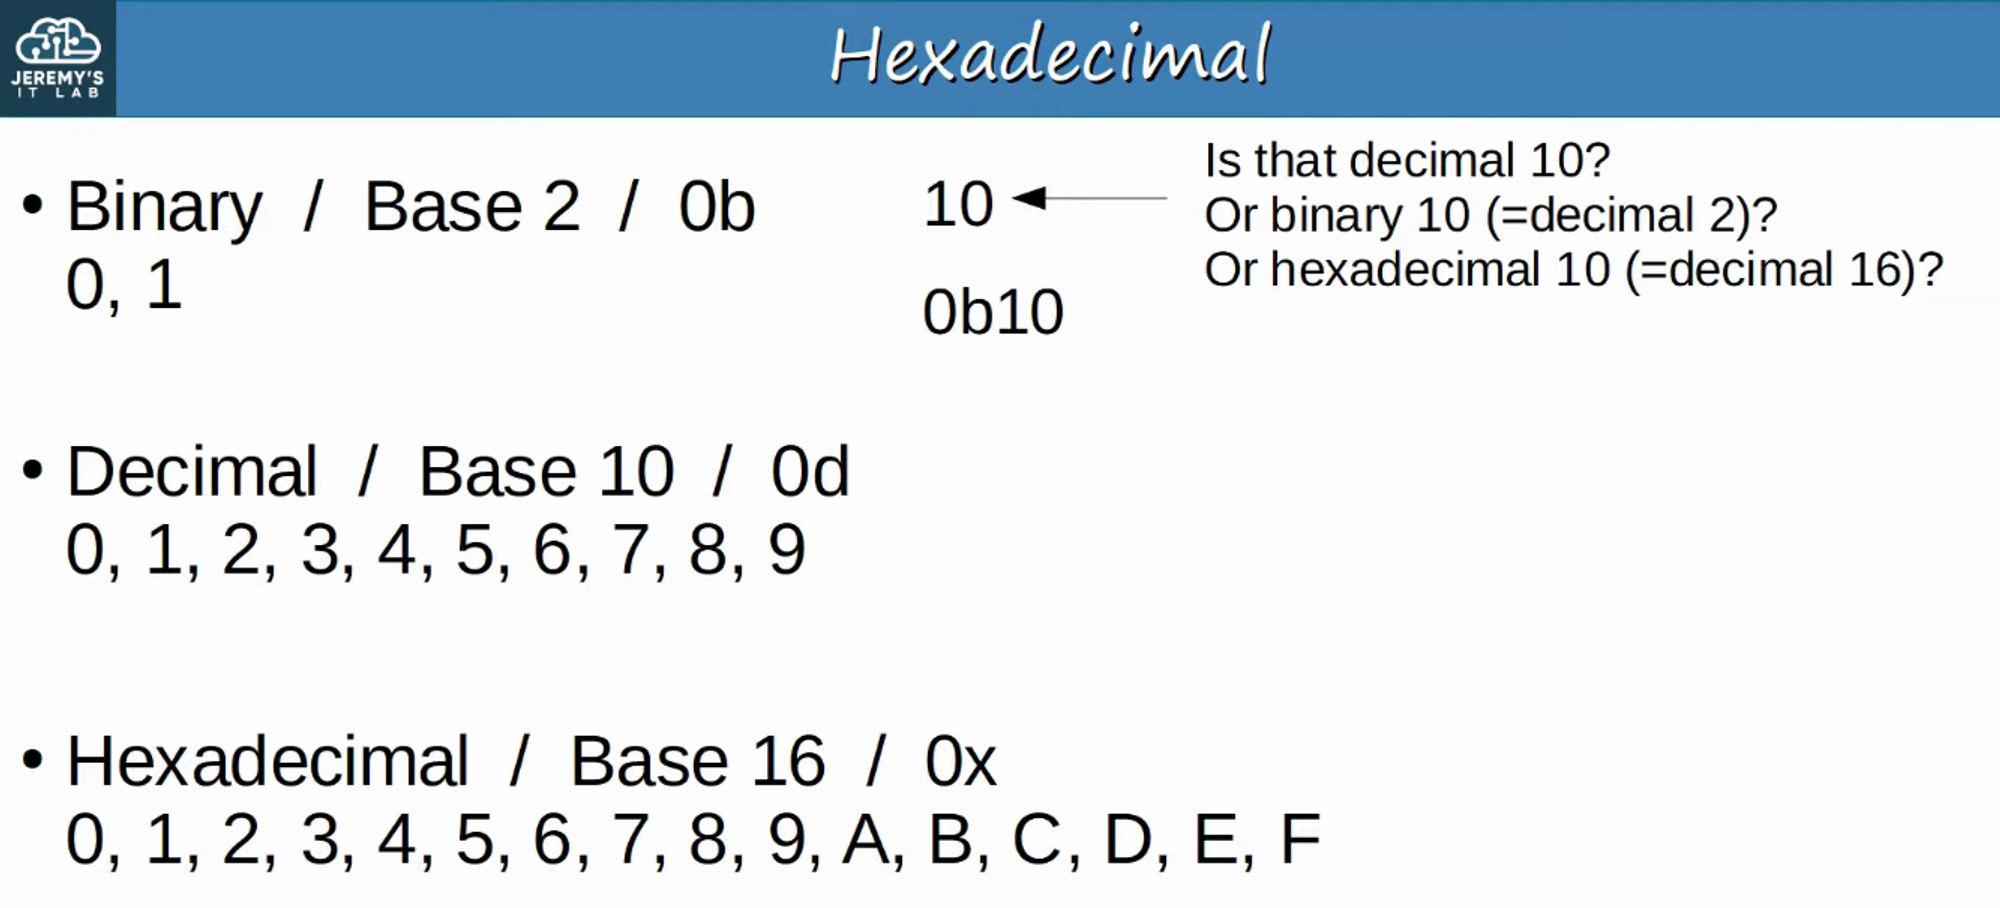 JEREMY'S
IT LAB
Hexadecimal
• Binary / Base 2 / 0b
0, 1
10
Is that decimal 10?
Or binary 10 (=decimal 2)?
Or hexadecimal 10 (=decimal 16)?
0b10
• Decimal / Base 10 / 0d
0, 1, 2, 3, 4, 5, 6, 7, 8, 9
• Hexadecimal / Base 16 / 0x
0, 1, 2, 3, 4, 5, 6, 7, 8, 9, A, B, C, D, E, F